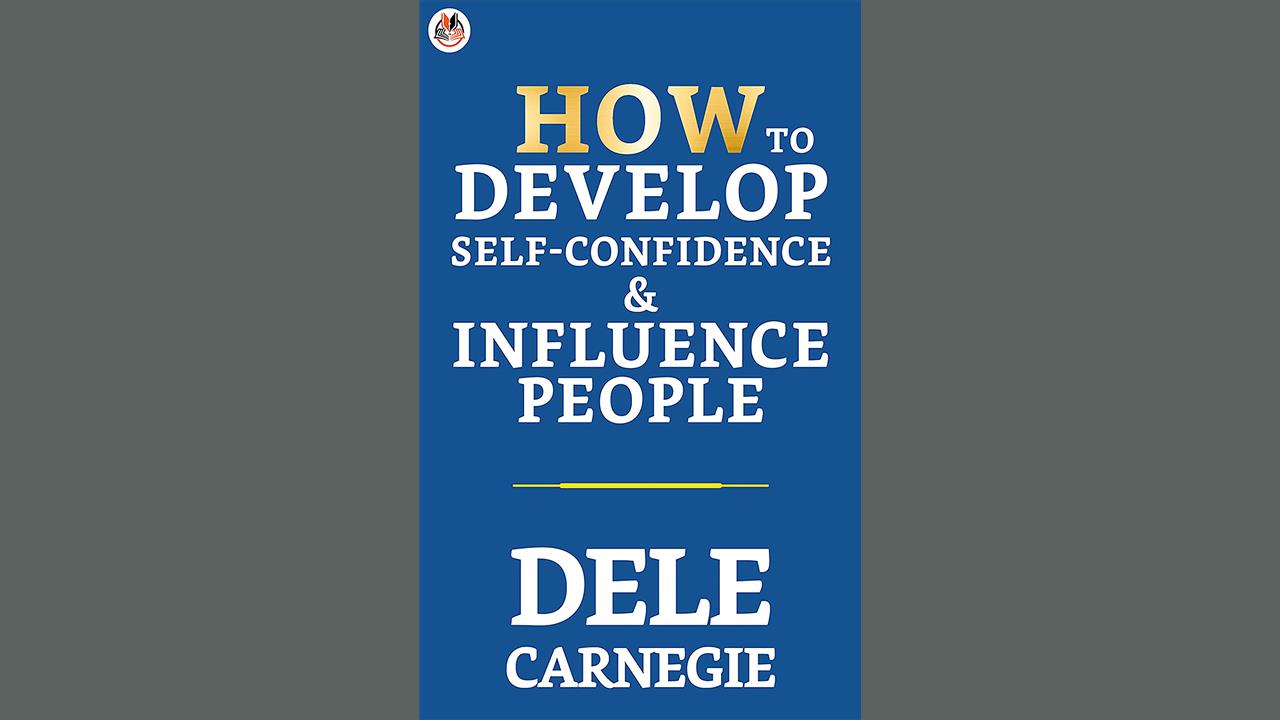 HOW TO
DEVELOP
SELF-CONFIDENCE
&
INFLUENCE
PEOPLE
DELE
CARNEGIE